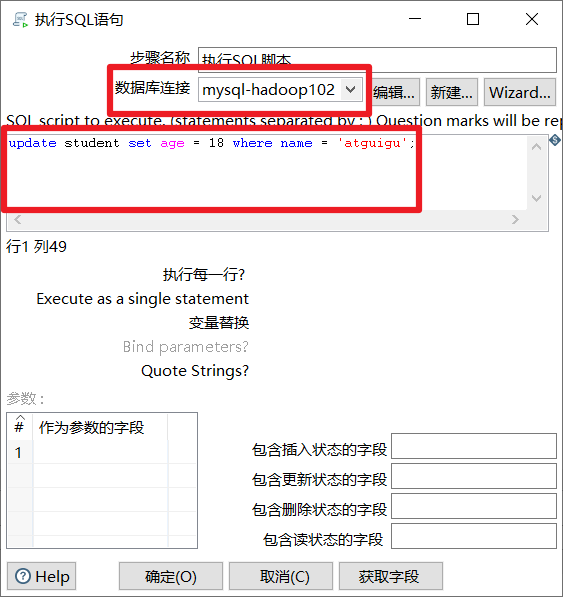 执行SQL语句
步骤名称 执行SQL脚本
数据库连接 mysql-hadoop102 编辑... 新建... Wizard...
SQL script to execute. (statements separated by ; ) Question marks will be rep
update student set age = 18 where name = 'atguigu';
行1 列49
执行每一行?
Execute as a single statement
变量替换
Bind parameters?
Quote Strings?
参数 :
# 作为参数的字段
1
包含插入状态的字段
包含更新状态的字段
包含删除状态的字段
包含读状态的字段
Help 确定(O) 取消(C) 获取字段